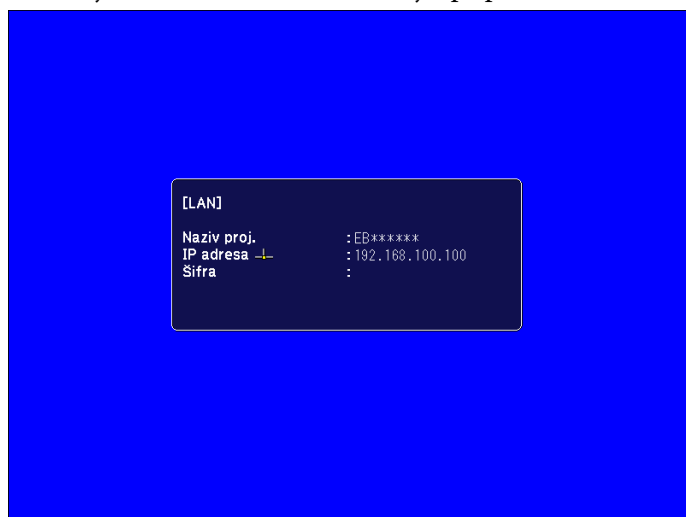 [LAN]
Naziv proj. :EB******
IP adresa :192.168.100.100
Šifra :